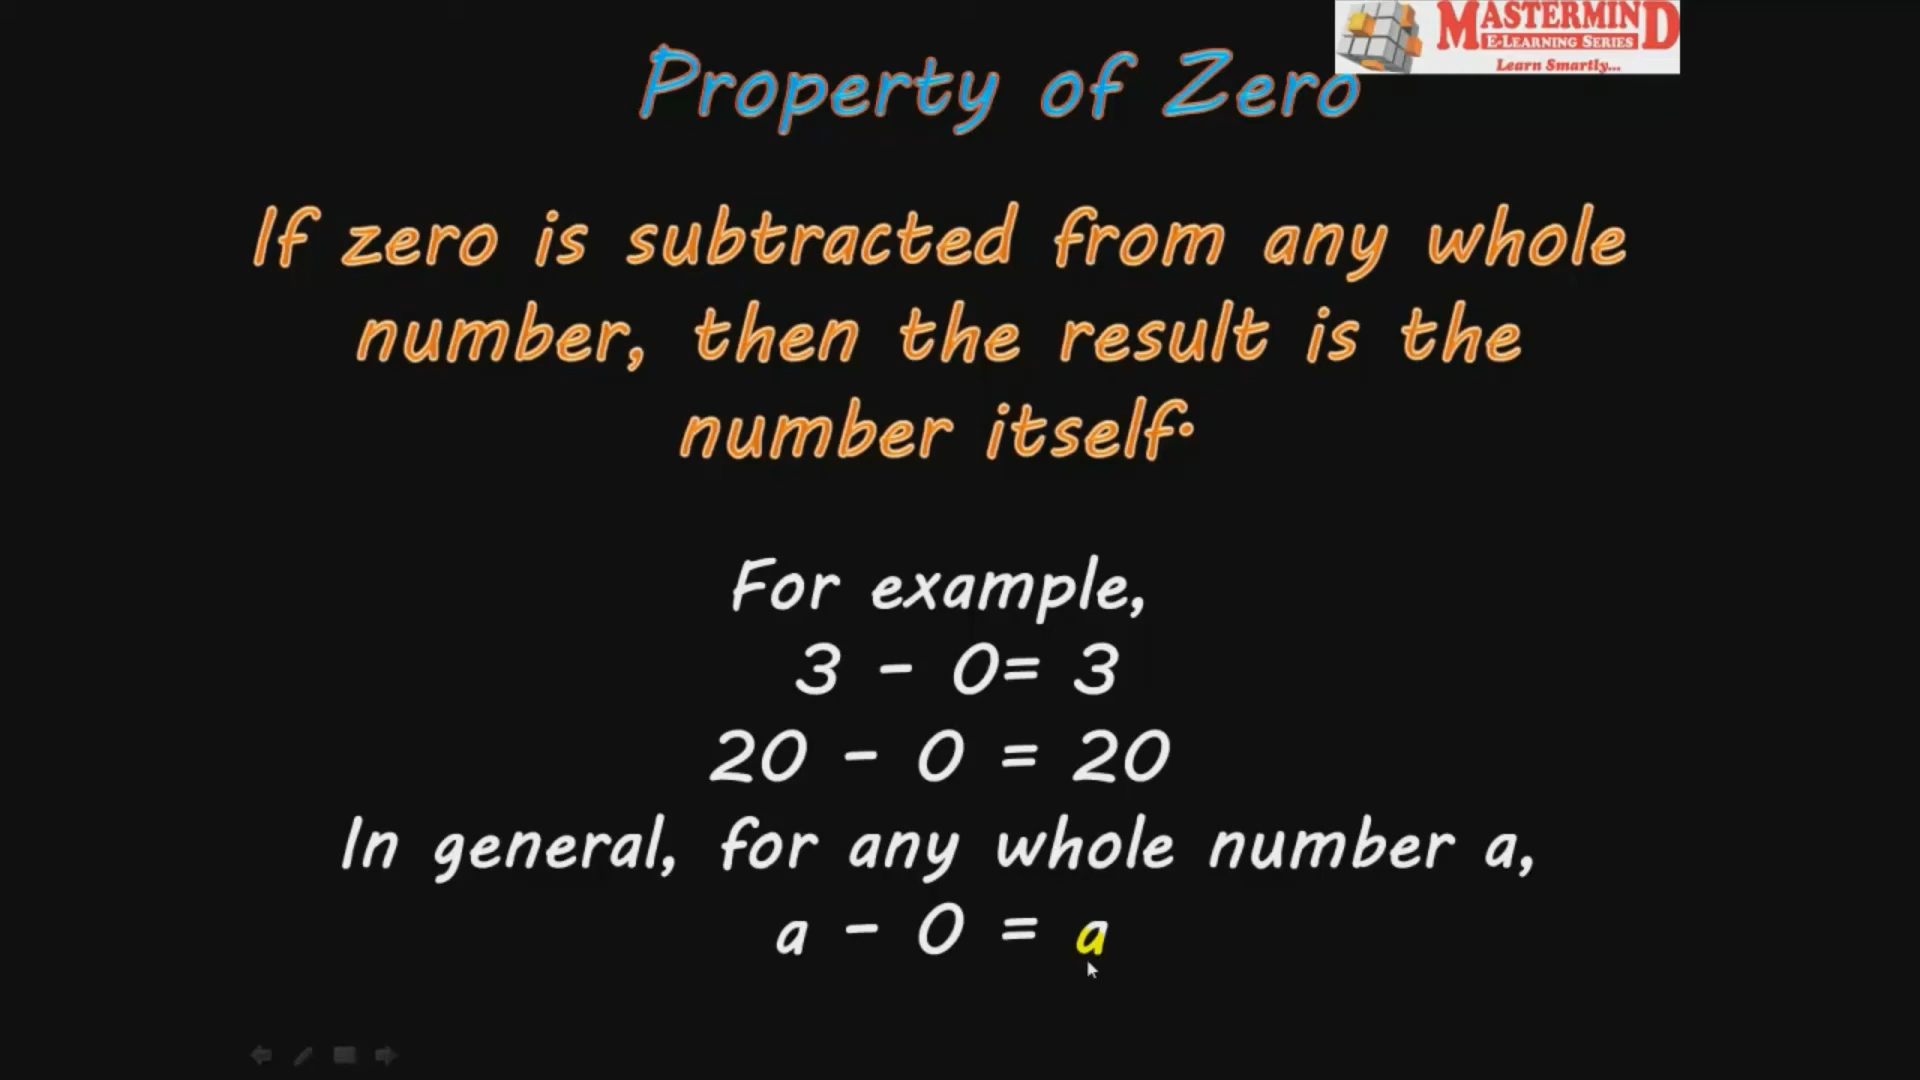 MASTERMIND
E-LEARNING SERIES
Learn Smartly...
Property of Zero
If zero is subtracted from any whole
number, then the result is the
number itself.
For example,
3 - 0= 3
20 - 0 = 20
In general, for any whole number a,
a - 0 = a